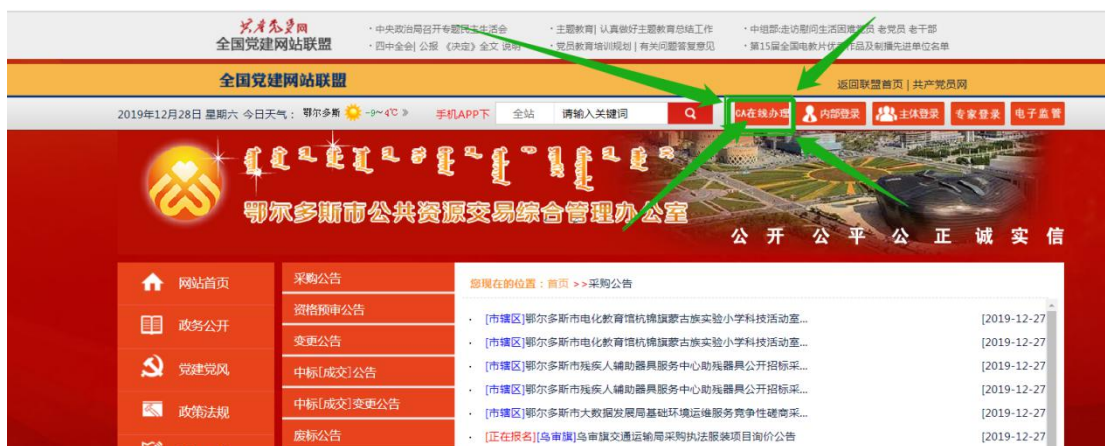 共产党员网
全国党建网站联盟
· 中央政治局召开专题民主生活会
· 主题教育| 认真做好主题教育总结工作
· 中组部:走访慰问生活困难党员 老党员 老干部
· 四中全会| 公报 《决定》全文 说明
· 党员教育培训规划 | 有关问题答复意见
· 第15届全国电教片优秀作品及制播先进单位名单
全国党建网站联盟
返回联盟首页 | 共产党员网
2019年12月28日 星期六 今日天气： 鄂尔多斯 -9~4℃ »
手机APP下
全站
请输入关键词
CA在线办理
内部登录
主体登录
专家登录
电子监管
鄂尔多斯市公共资源交易综合管理办公室
公开 公平 公正 诚实信
网站首页
政务公开
党建党风
政策法规
采购公告
资格预审公告
变更公告
中标[成交]公告
中标[成交]变更公告
废标公告
您现在的位置：首页 >>采购公告
· [市辖区]鄂尔多斯市电化教育馆杭锦旗蒙古族实验小学科技活动室... [2019-12-27
· [市辖区]鄂尔多斯市电化教育馆杭锦旗蒙古族实验小学科技活动室... [2019-12-27
· [市辖区]鄂尔多斯市残疾人辅助器具服务中心助残器具公开招标采... [2019-12-27
· [市辖区]鄂尔多斯市残疾人辅助器具服务中心助残器具公开招标采... [2019-12-27
· [市辖区]鄂尔多斯市大数据发展局基础环境运维服务竞争性磋商采... [2019-12-27
· [正在报名][乌审旗]乌审旗交通运输局采购执法服装项目询价公告 [2019-12-27